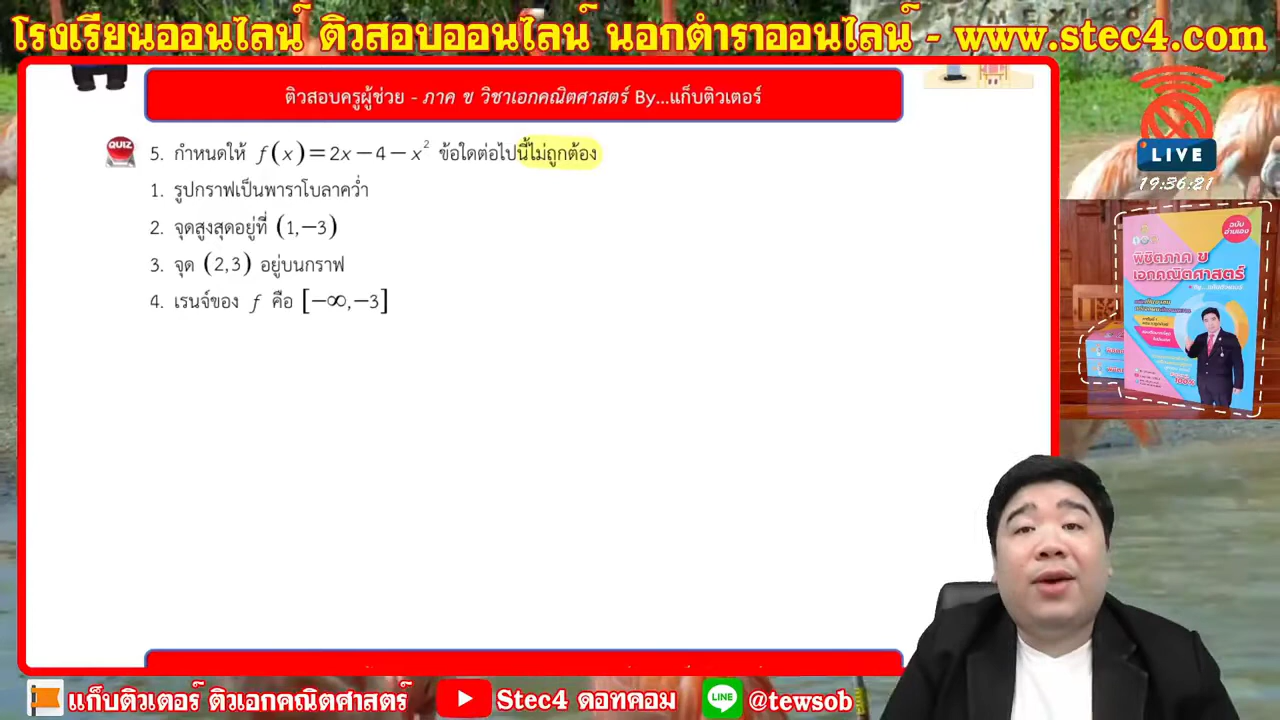 โรงเรียนออนไลน์ ติวสอบออนไลน์ นอกตำราออนไลน์ - www.stec4.com
ติวสอบครูผู้ช่วย - ภาค ข วิชาเอกคณิตศาสตร์ By...แก็บติวเตอร์
QUIZ
5. กำหนดให้ f(x)=2x−4−x² ข้อใดต่อไปนี้ไม่ถูกต้อง
1. รูปกราฟเป็นพาราโบลาคว่ำ
2. จุดสูงสุดอยู่ที่ (1,−3)
3. จุด (2,3) อยู่บนกราฟ
4. เรนจ์ของ f คือ [−∞,−3]
LIVE
19:36:21
ฉบับ
อ่านเอง
พิชิตภาค ข
เอกคณิตศาสตร์
แก็บติวเตอร์ ติวเอกคณิตศาสตร์
Stec4 ดอทคอม
LINE
@tewsob